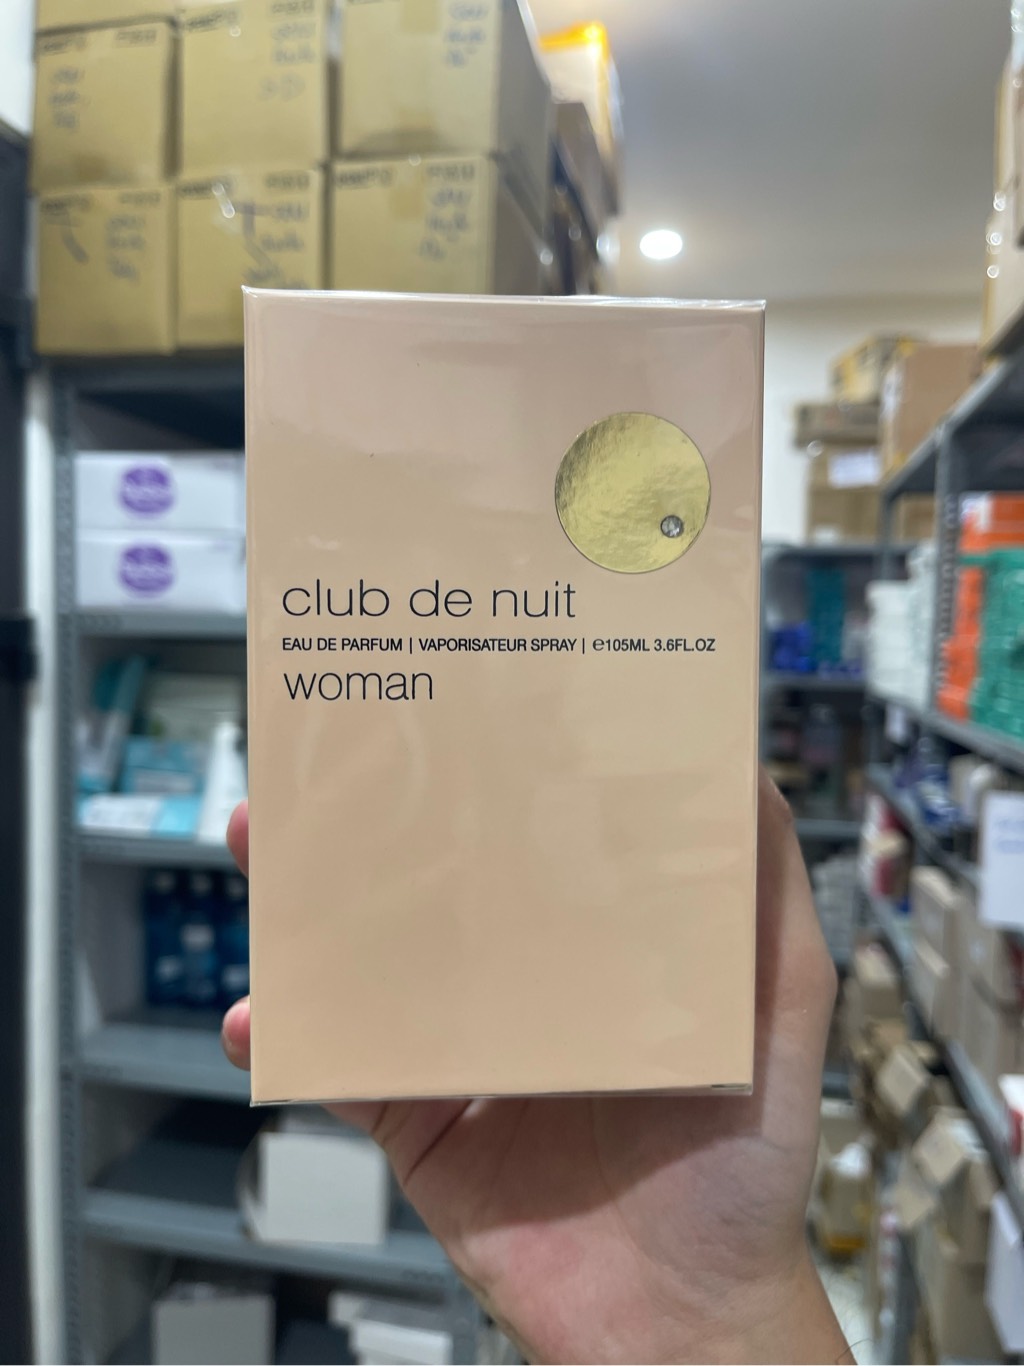 club de nuit
EAU DE PARFUM | VAPORISATEUR SPRAY | ℮105ML 3.6FL.OZ
woman